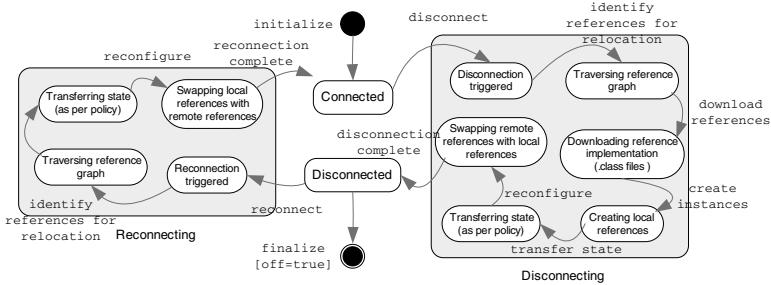 initialize
disconnect
identify
references for
relocation
reconfigure
reconnection
complete
Transferring state
(as per policy)
Swapping local
references with
remote references
Connected
Disconnection
triggered
Traversing reference
graph
download
references
disconnection
complete
Swapping remote
references with local
references
Downloading reference
implementation
(.class files )
Traversing reference
graph
Reconnection
triggered
Disconnected
create
instances
identify
references for
relocation
reconnect
reconfigure
Transferring state
(as per policy)
Creating local
references
transfer state
Reconnecting
finalize
[off=true]
Disconnecting